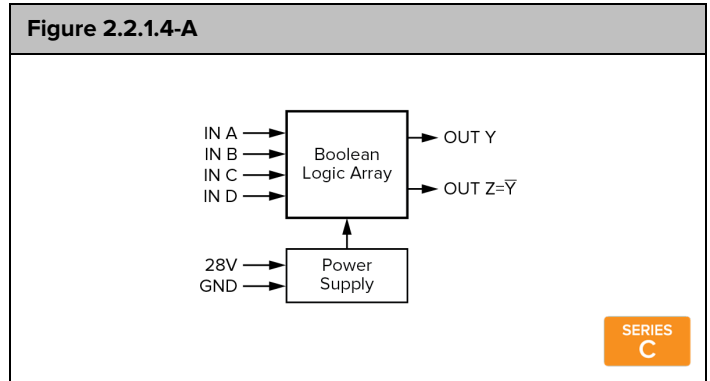 Figure 2.2.1.4-A
IN A
IN B
IN C
IN D
Boolean
Logic Array
OUT Y
OUT Z=Y̅
28V
GND
Power
Supply
SERIES
C